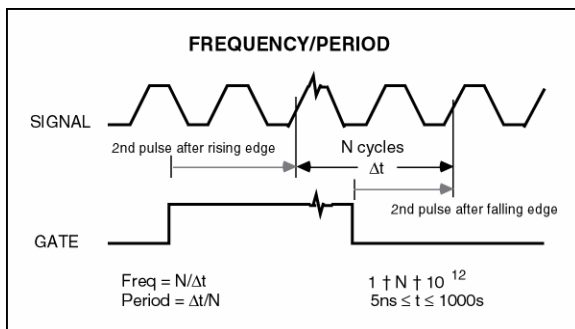 FREQUENCY/PERIOD
SIGNAL
2nd pulse after rising edge
N cycles
Δt
2nd pulse after falling edge
GATE
Freq = N/Δt
Period = Δt/N
1 † N † 10 12
5ns ≤ t ≤ 1000s